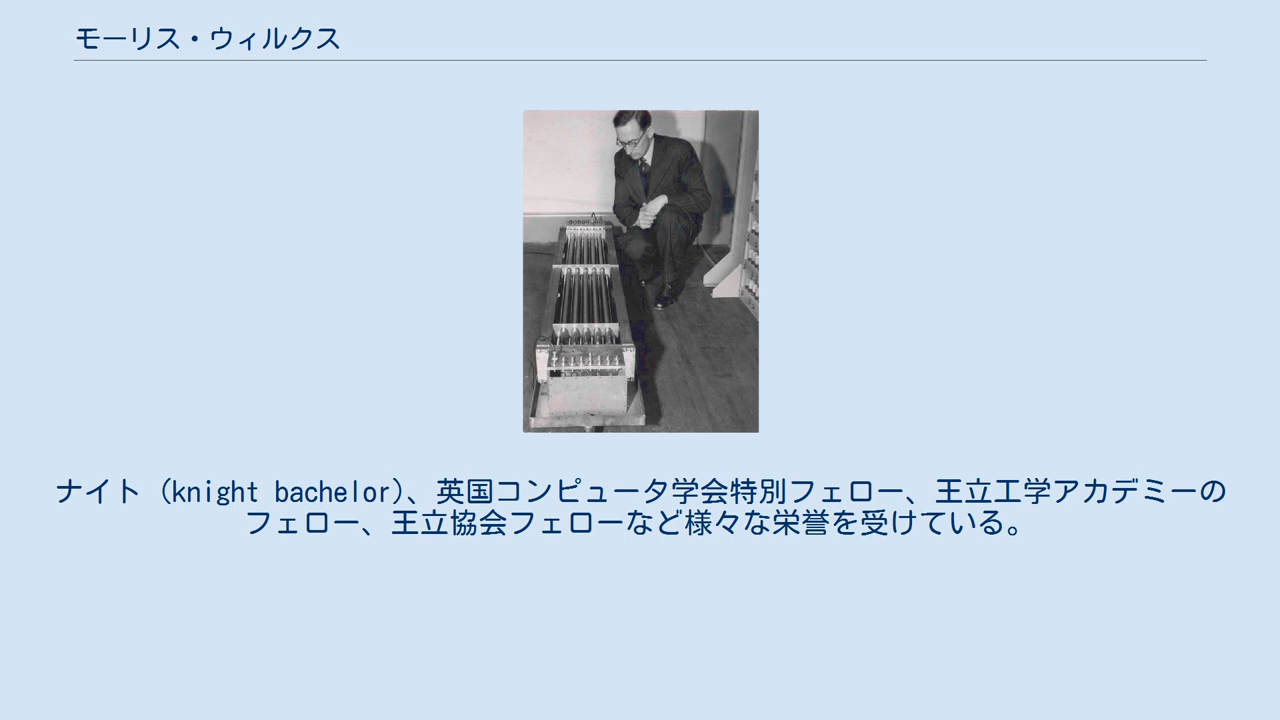 モーリス・ウィルクス
ナイト (knight bachelor)、英国コンピュータ学会特別フェロー、王立工学アカデミーの
フェロー、王立協会フェローなど様々な栄誉を受けている。